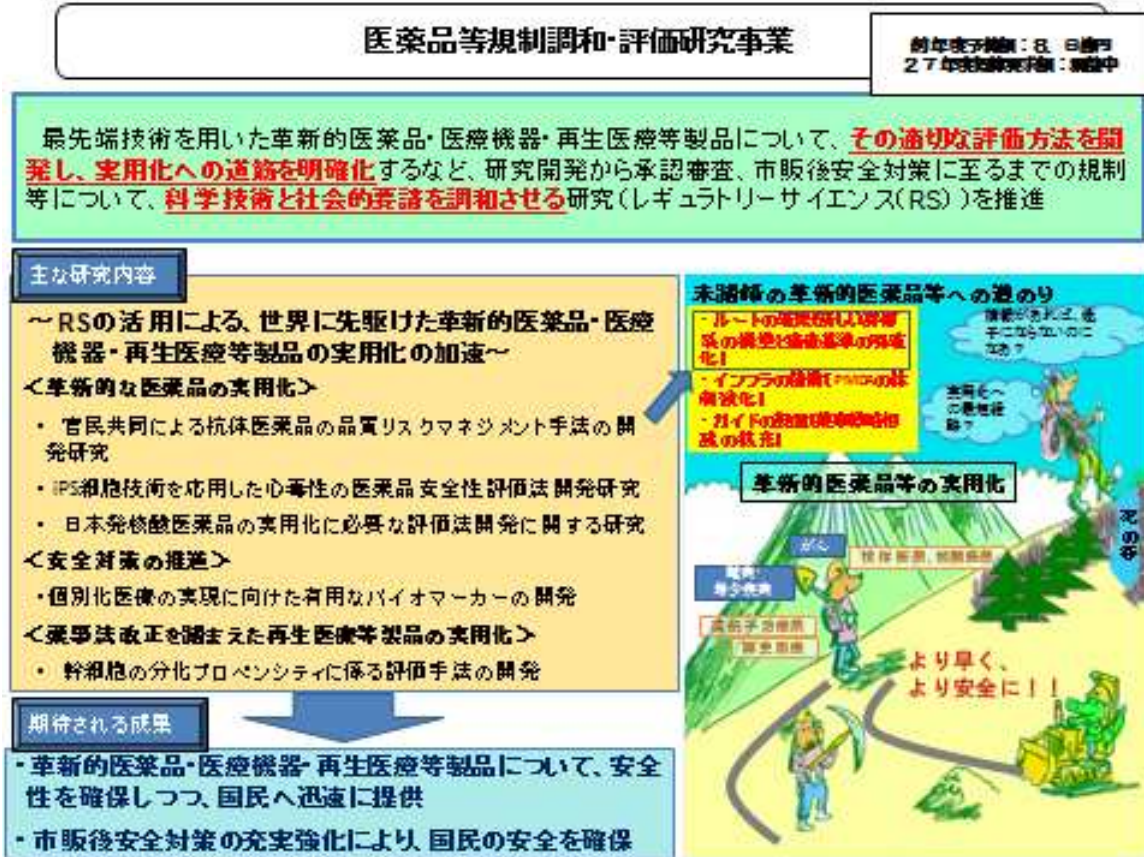 医薬品等規制調和・評価研究事業
最先端技術を用いた革新的医薬品・医療機器・再生医療等製品について、その適切な評価方法を開
発し、実用化への道筋を明確化するなど、研究開発から承認審査、市販後安全対策に至るまでの規制
等について、科学技術と社会的要請を調和させる研究(レギュラトリーサイエンス(RS))を推進
主な研究内容
～RSの活用による、世界に先駆けた革新的医薬品・医療
機器・再生医療等製品の実用化の加速～
＜革新的な医薬品の実用化＞
・ 官民共同による抗体医薬品の品質リスクマネジメント手法の開
発研究
・iPS細胞技術を応用した心毒性の医薬品安全性評価法開発研究
・ 日本発核酸医薬品の実用化に必要な評価法開発に関する研究
＜安全対策の推進＞
・個別化医療の実現に向けた有用なバイオマーカーの開発
＜薬事法改正を踏まえた再生医療等製品の実用化＞
・ 幹細胞の分化プロペンシティに係る評価手法の開発
期待される成果
・革新的医薬品・医療機器・再生医療等製品について、安全
性を確保しつつ、国民へ迅速に提供
・市販後安全対策の充実強化により、国民の安全を確保
未踏峰の革新的医薬品等への道のり
実用化へ
の最短経
路？
革新的医薬品等の実用化
死の谷
がん
希少疾病
より早く、
より安全に！！